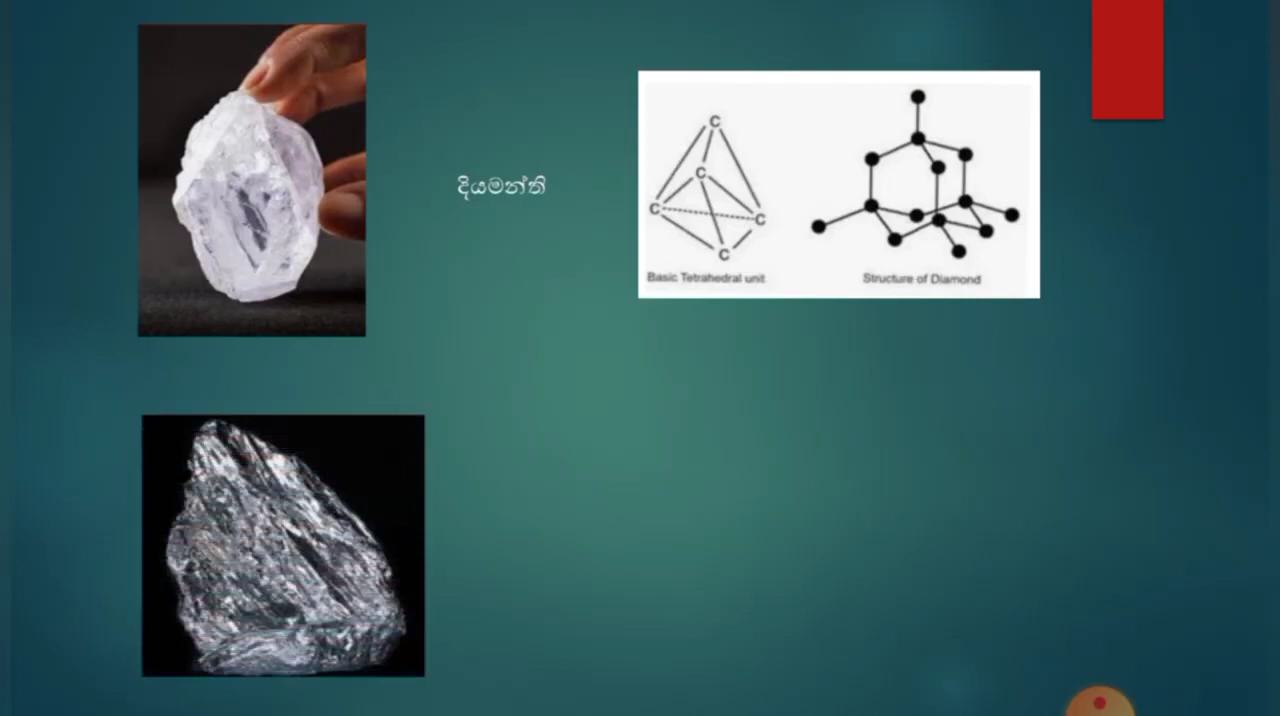 දියමන්ති
C
C
C
C
C
Basic Tetrahedral unit
Structure of Diamond